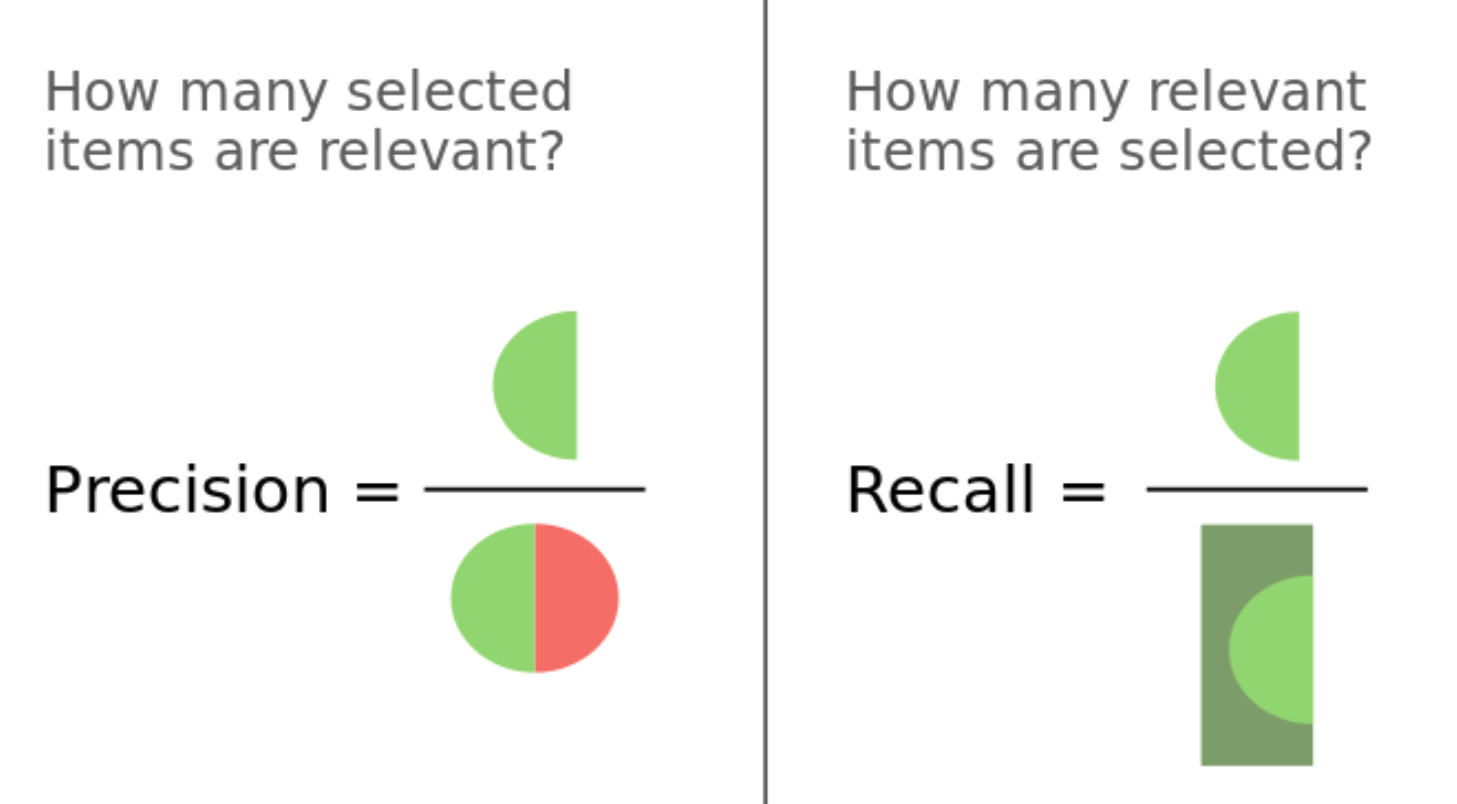 How many selected
items are relevant?
Precision =
How many relevant
items are selected?
Recall =